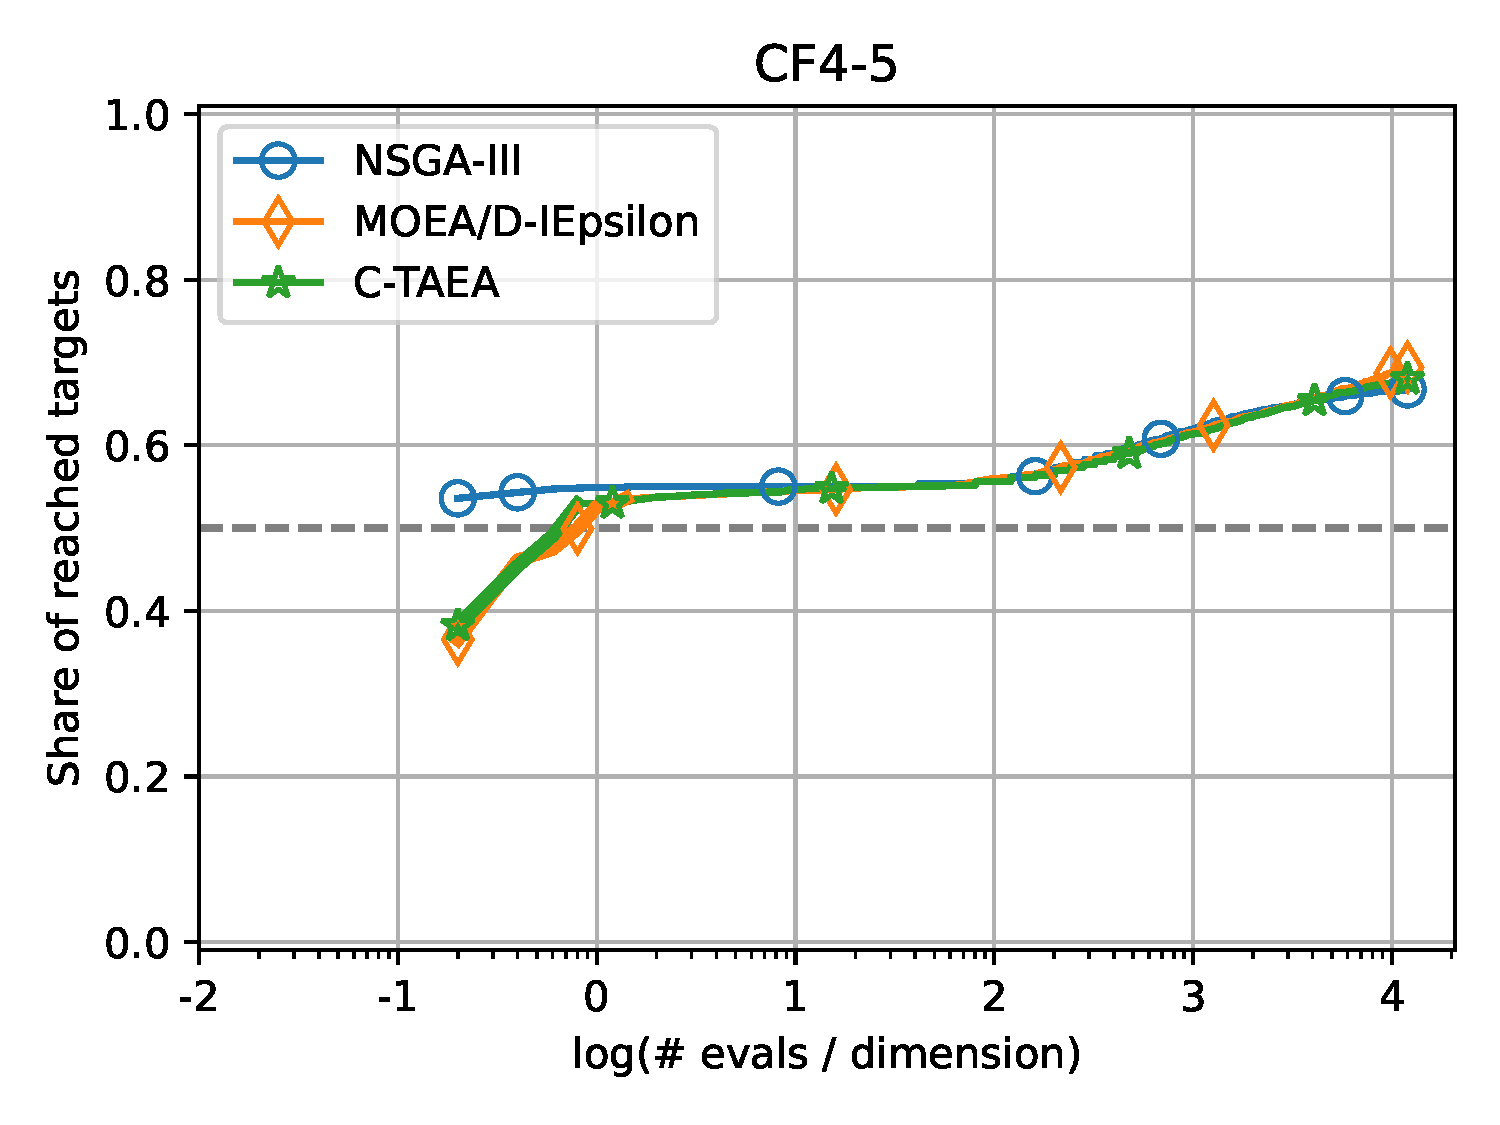 CF4-5
1.0
0.8
0.6
0.4
0.2
0.0
Share of reached targets
NSGA-III
MOEA/D-IEpsilon
C-TAEA
-2 -1 0 1 2 3 4
log(# evals / dimension)